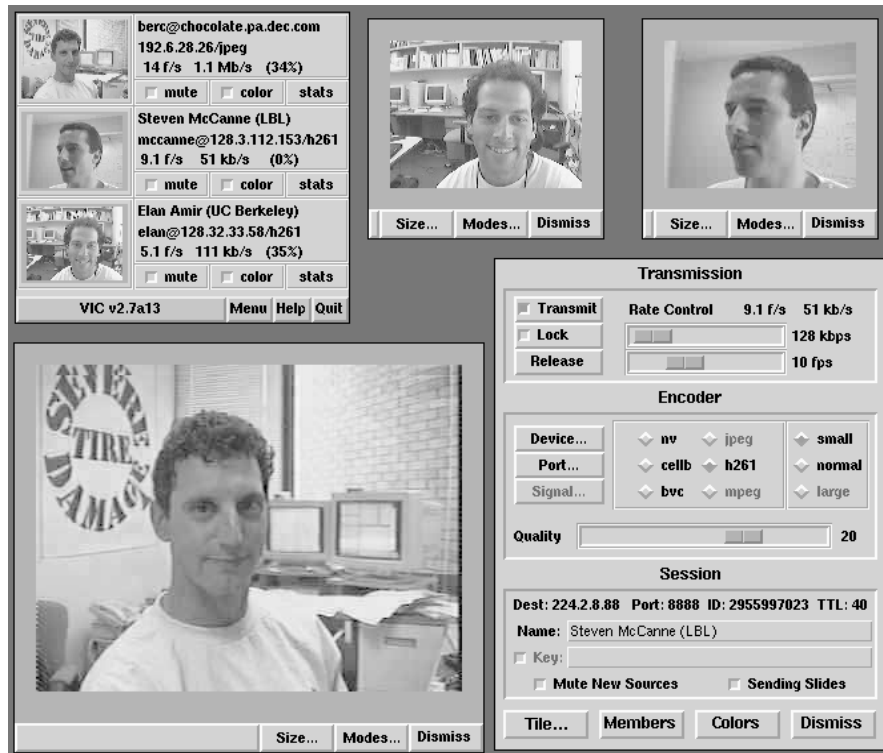 berc@chocolate.pa.dec.com
192.6.28.26/jpeg
14 f/s 1.1 Mb/s (34%)
mute color stats
Steven McCanne (LBL)
mccanne@128.3.112.153/h261
9.1 f/s 51 kb/s (0%)
mute color stats
Elan Amir (UC Berkeley)
elan@128.32.33.58/h261
5.1 f/s 111 kb/s (35%)
mute color stats
VIC v2.7a13 Menu Help Quit
Size... Modes... Dismiss
Size... Modes... Dismiss
SEVERE
TIRE
DAMAGE
Size... Modes... Dismiss
Transmission
Transmit Rate Control 9.1 f/s 51 kb/s
Lock 128 kbps
Release 10 fps
Encoder
Device... nv jpeg small
Port... cellb h261 normal
Signal... bvc mpeg large
Quality 20
Session
Dest: 224.2.8.88 Port: 8888 ID: 2955997023 TTL: 40
Name: Steven McCanne (LBL)
Key:
Mute New Sources Sending Slides
Tile... Members Colors Dismiss